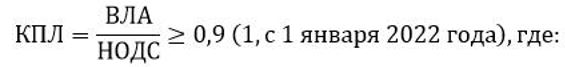 КПЛ = ВЛА / НОДС ≥ 0,9 (1, с 1 января 2022 года), где: